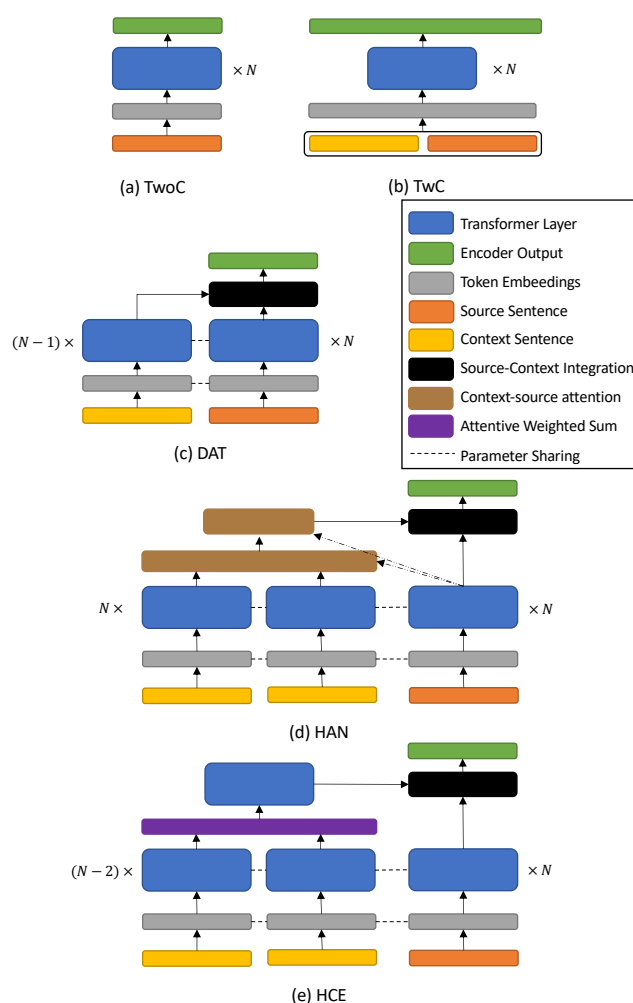 × N
× N
(a) TwoC
(b) TwC
Transformer Layer
Encoder Output
Token Embeedings
Source Sentence
Context Sentence
Source-Context Integration
Context-source attention
Attentive Weighted Sum
Parameter Sharing
(N − 1) ×
× N
(c) DAT
N ×
× N
(d) HAN
(N − 2) ×
× N
(e) HCE